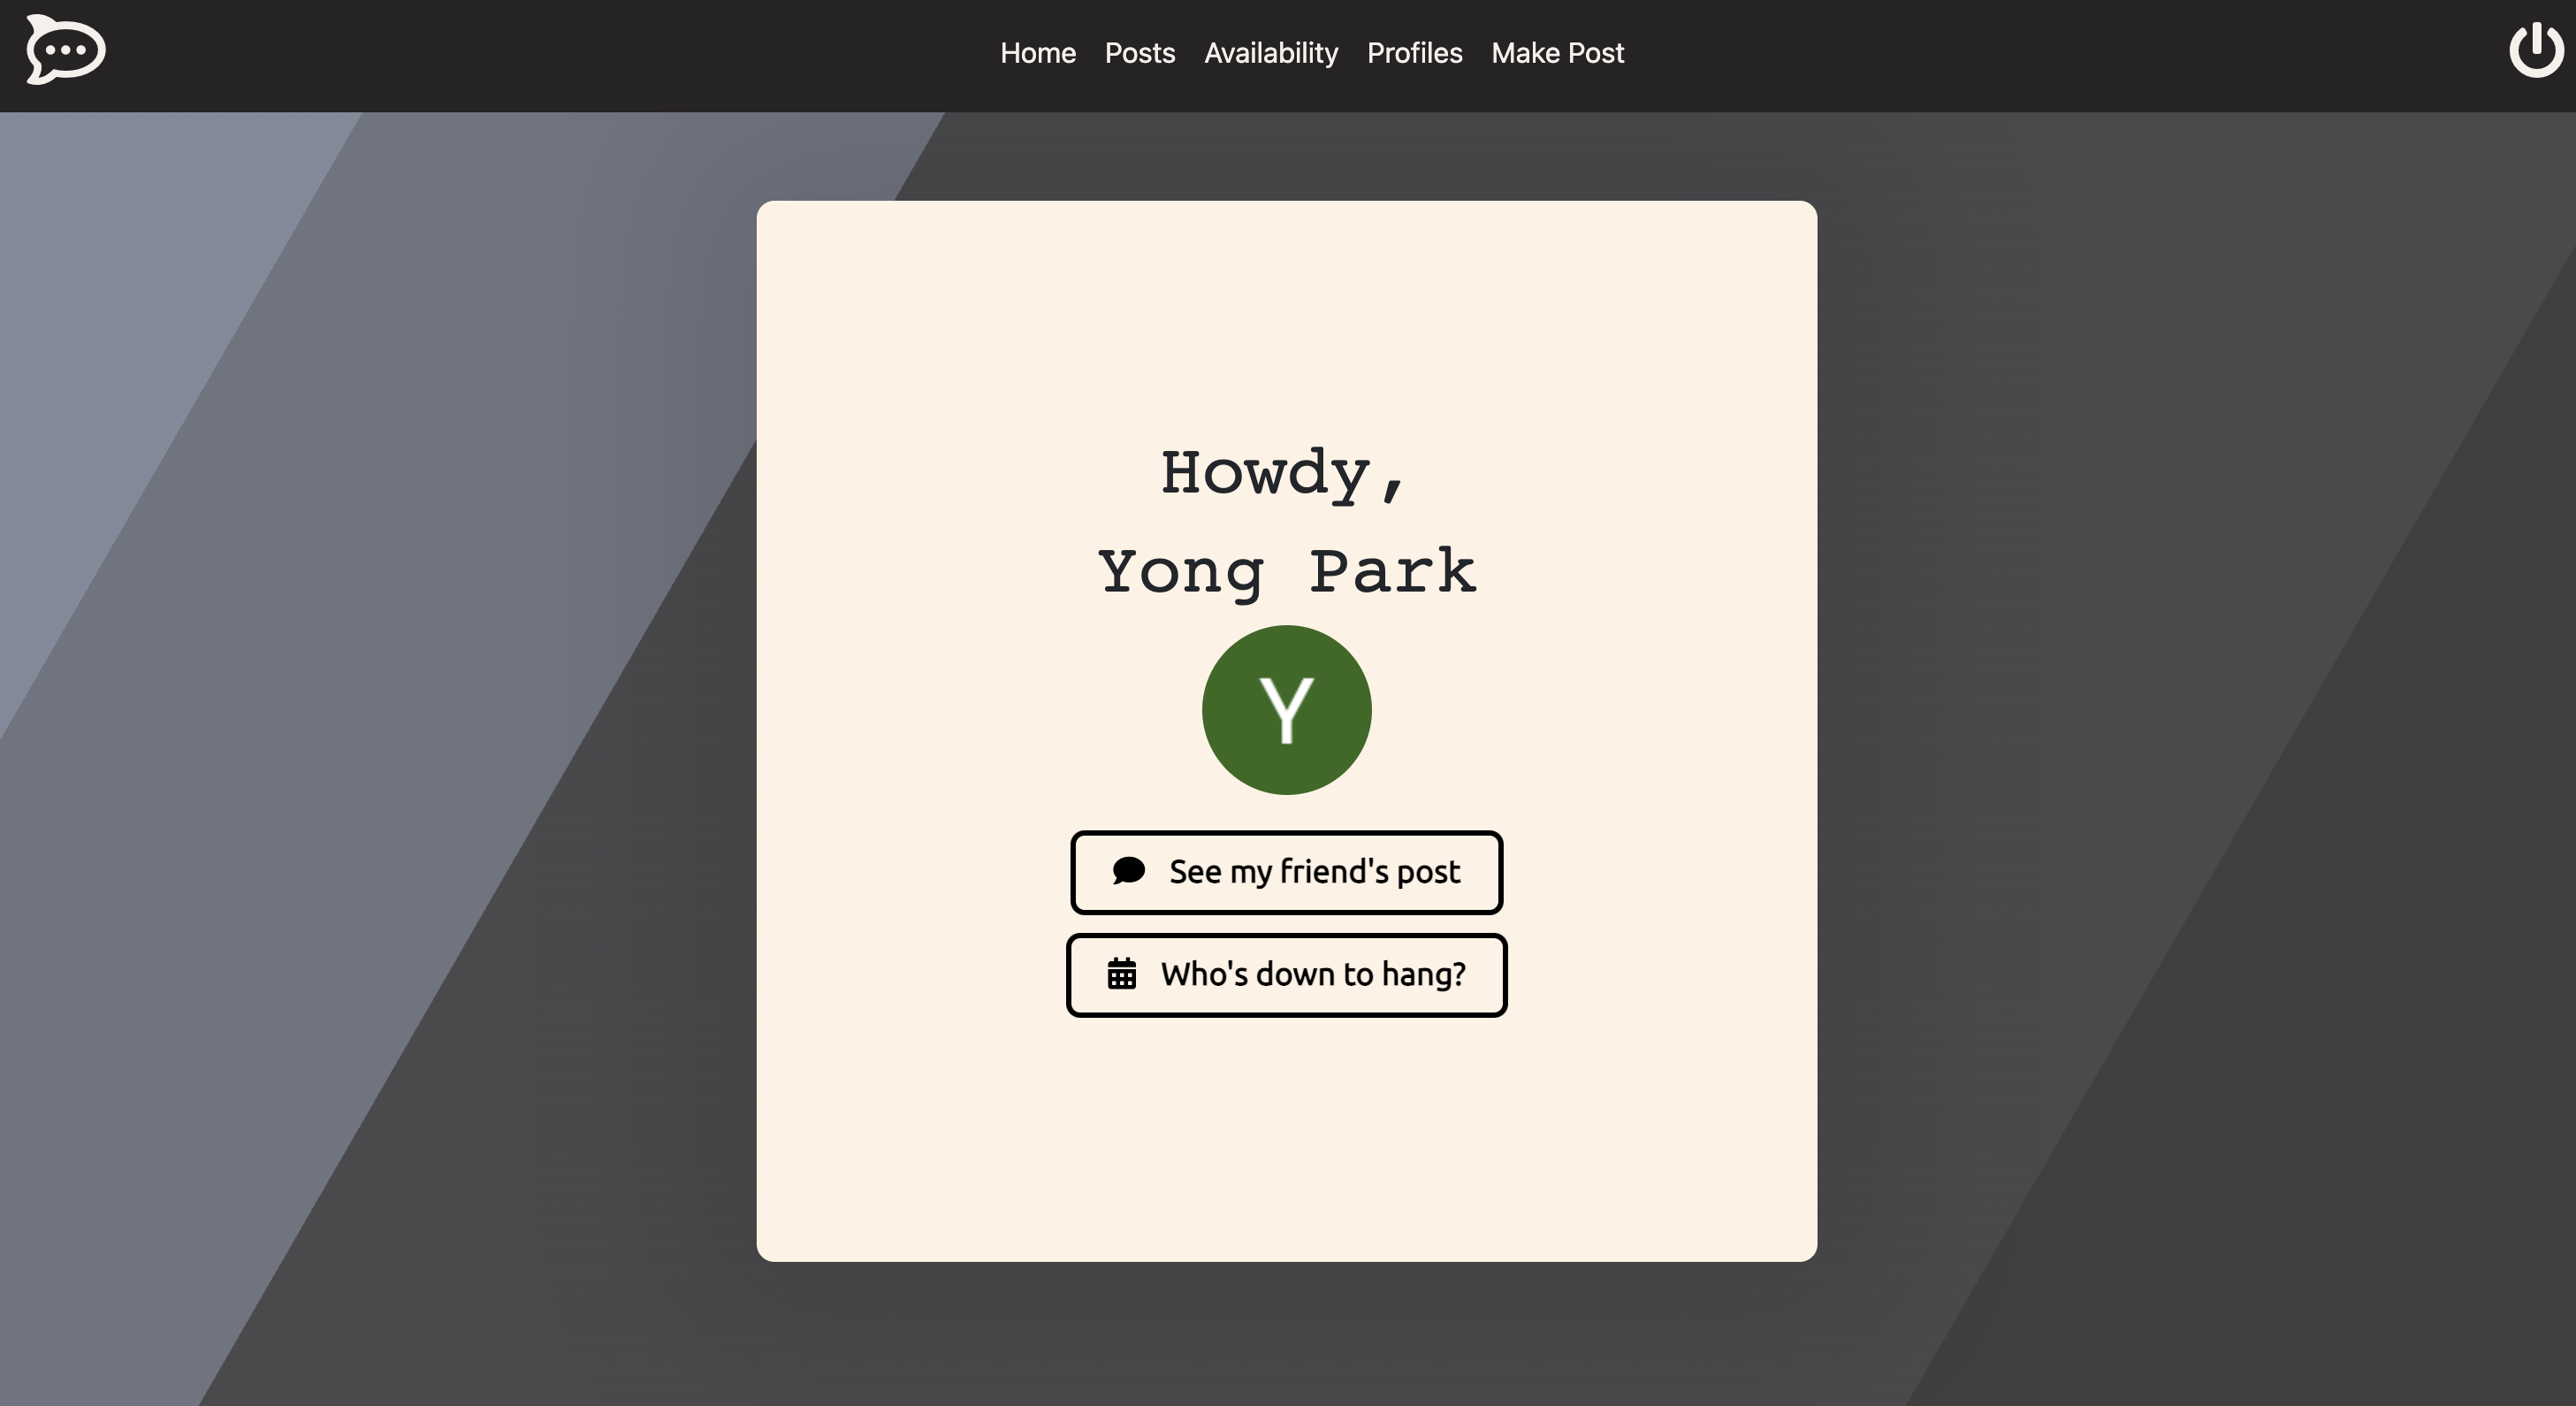 Home Posts Availability Profiles Make Post
Howdy,
Yong Park
Y
See my friend's post
Who's down to hang?